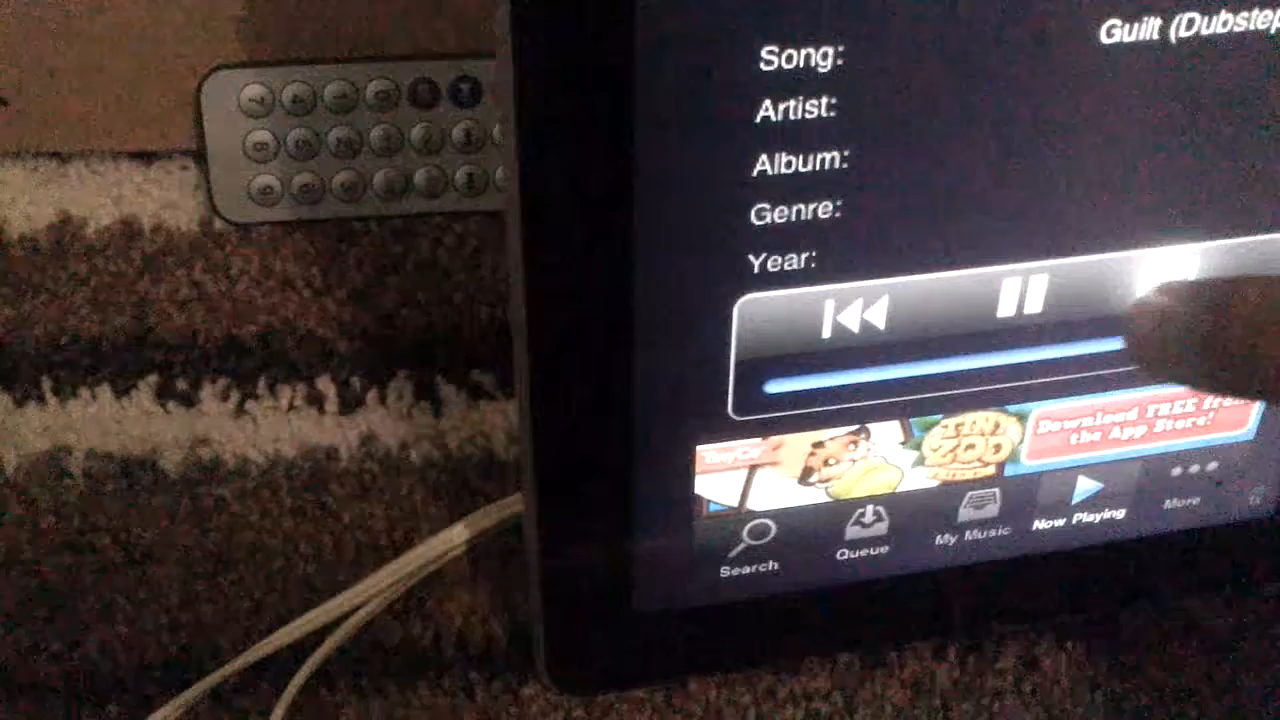 Guilt (Dubstep
Song:
Artist:
Album:
Genre:
Year:
TinyCo
TINY
ZOO
Download FREE from
the App Store!
Search
Queue
My Music
Now Playing
More